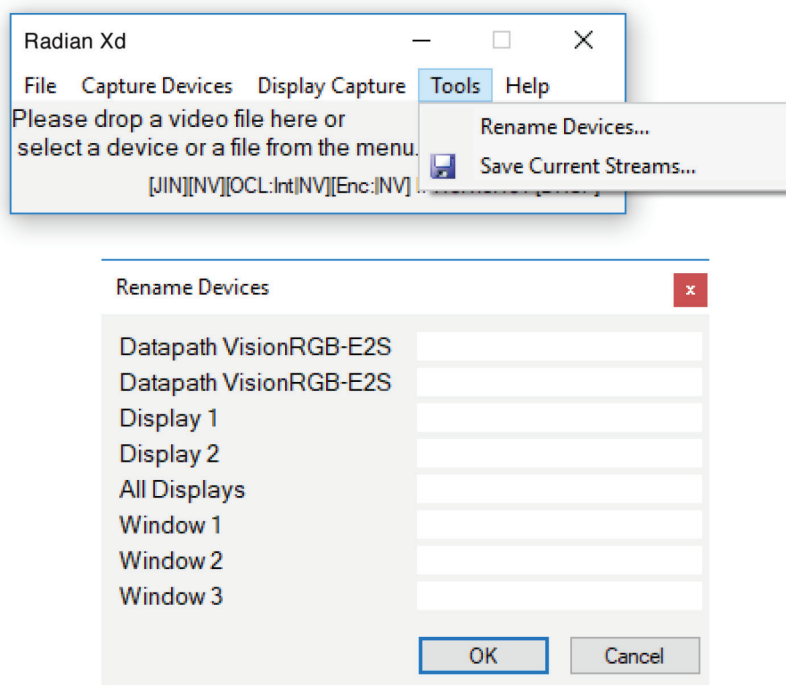 Radian Xd
File Capture Devices Display Capture Tools Help
Please drop a video file here or
select a device or a file from the menu.
[JIN][NV][OCL:Int|NV][Enc:|NV]
Rename Devices...
Save Current Streams...
Rename Devices
x
Datapath VisionRGB-E2S
Datapath VisionRGB-E2S
Display 1
Display 2
All Displays
Window 1
Window 2
Window 3
OK Cancel